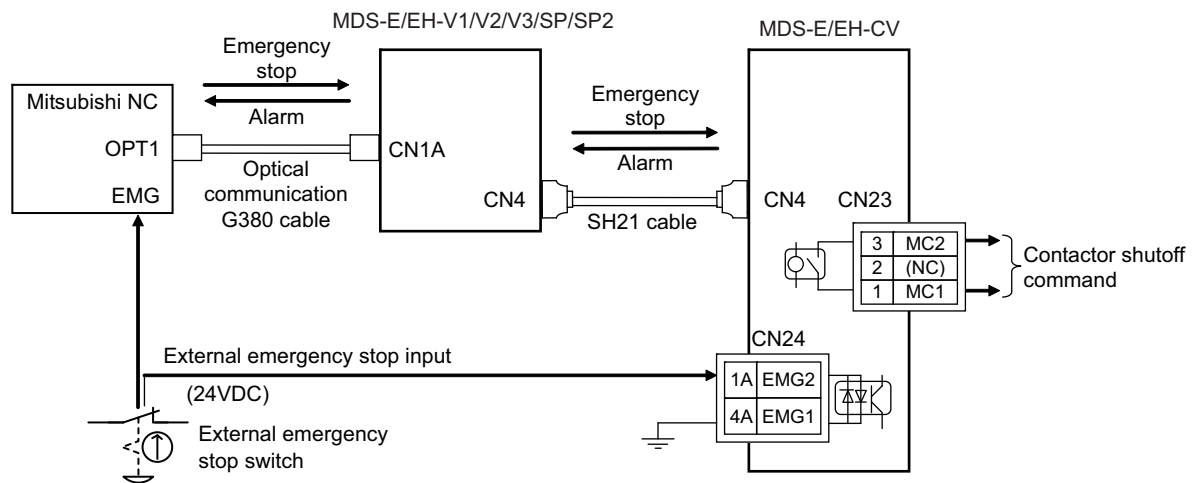 MDS-E/EH-V1/V2/V3/SP/SP2
MDS-E/EH-CV
Emergency
stop
Alarm
Mitsubishi NC
OPT1
EMG
CN1A
CN4
Optical
communication
G380 cable
Emergency
stop
Alarm
SH21 cable
CN4
CN23
3 MC2
2 (NC)
1 MC1
Contactor shutoff
command
CN24
1A EMG2
4A EMG1
External emergency stop input
(24VDC)
External emergency
stop switch